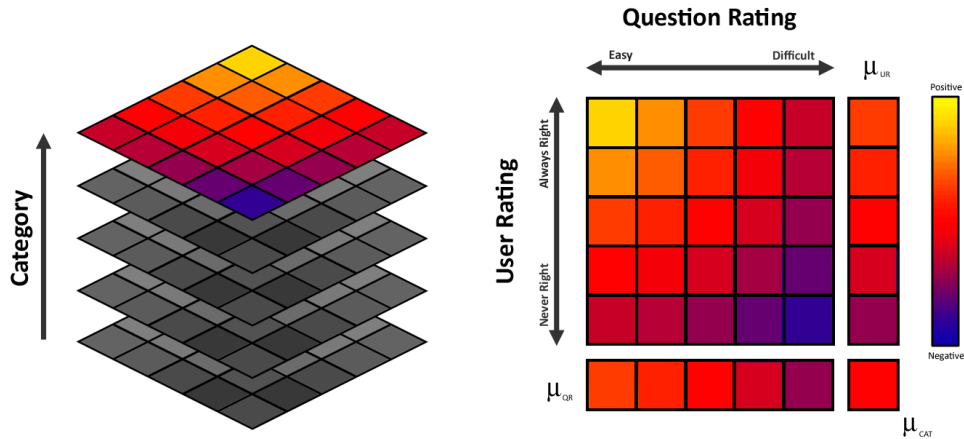 Category
Question Rating
Easy
Difficult
μUR
Positive
User Rating
Always Right
Never Right
Negative
μQR
μCAT